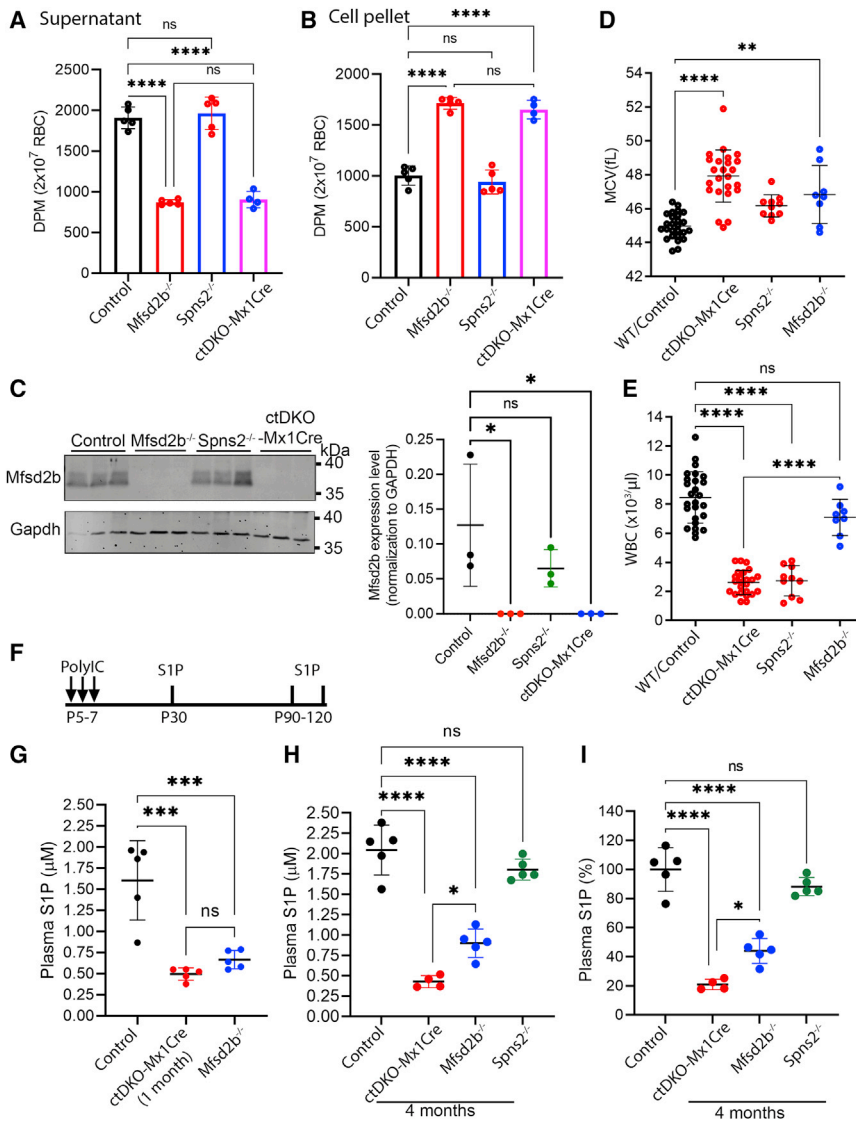 A Supernatant
ns
****
****
ns
DPM (2x10⁷ RBC)
2500
2000
1500
1000
500
0
Control
Mfsd2b⁻/⁻
Spns2⁻/⁻
ctDKO-Mx1Cre
B Cell pellet
****
ns
****
ns
DPM (2x10⁷ RBC)
2000
1500
1000
500
0
Control
Mfsd2b⁻/⁻
Spns2⁻/⁻
ctDKO-Mx1Cre
D
**
****
MCV(fL)
54
52
50
48
46
44
42
WT/Control
ctDKO-Mx1Cre
Spns2⁻/⁻
Mfsd2b⁻/⁻
C
Control Mfsd2b⁻/⁻ Spns2⁻/⁻ ctDKO
-Mx1Cre
kDa
Mfsd2b
40
35
Gapdh
40
35
*
ns
*
Mfsd2b expression level
(normalization to GAPDH)
0.25
0.20
0.15
0.10
0.05
0.00
Control
Mfsd2b⁻/⁻
Spns2⁻/⁻
ctDKO-Mx1Cre
E
ns
****
****
****
WBC (x10³/µl)
14
12
10
8
6
4
2
0
WT/Control
ctDKO-Mx1Cre
Spns2⁻/⁻
Mfsd2b⁻/⁻
F
PolyIC S1P S1P
P5-7 P30 P90-120
G
***
***
ns
Plasma S1P (µM)
2.50
2.25
2.00
1.75
1.50
1.25
1.00
0.75
0.50
0.25
0.00
Control
ctDKO-Mx1Cre
(1 month)
Mfsd2b⁻/⁻
H
ns
****
****
*
Plasma S1P (µM)
2.50
2.25
2.00
1.75
1.50
1.25
1.00
0.75
0.50
0.25
0.00
Control
ctDKO-Mx1Cre
Mfsd2b⁻/⁻
Spns2⁻/⁻
4 months
I
ns
****
****
*
Plasma S1P (%)
140
120
100
80
60
40
20
0
Control
ctDKO-Mx1Cre
Mfsd2b⁻/⁻
Spns2⁻/⁻
4 months